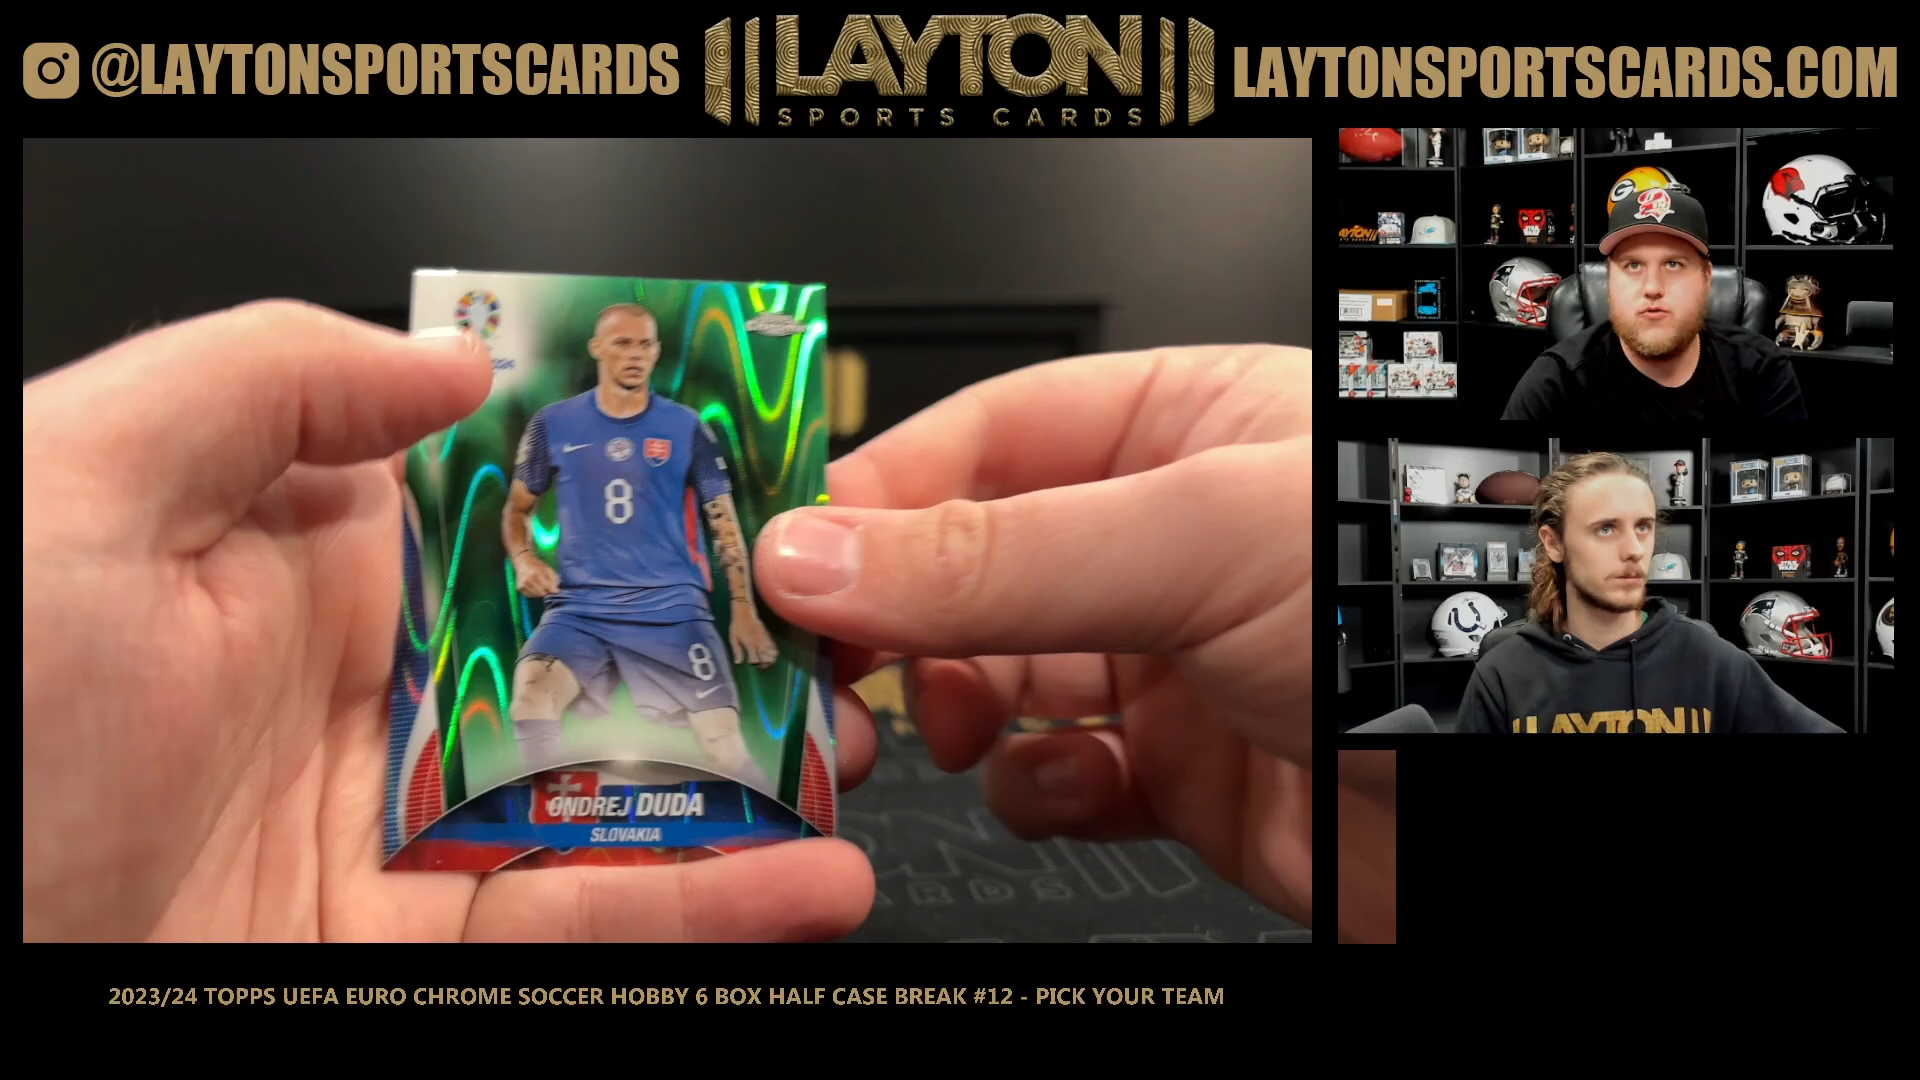 @LAYTONSPORTSCARDS
LAYTON
SPORTS CARDS
LAYTONSPORTSCARDS.COM
8
8
ONDREJ DUDA
SLOVAKIA
LAYTON
2023/24 TOPPS UEFA EURO CHROME SOCCER HOBBY 6 BOX HALF CASE BREAK #12 - PICK YOUR TEAM